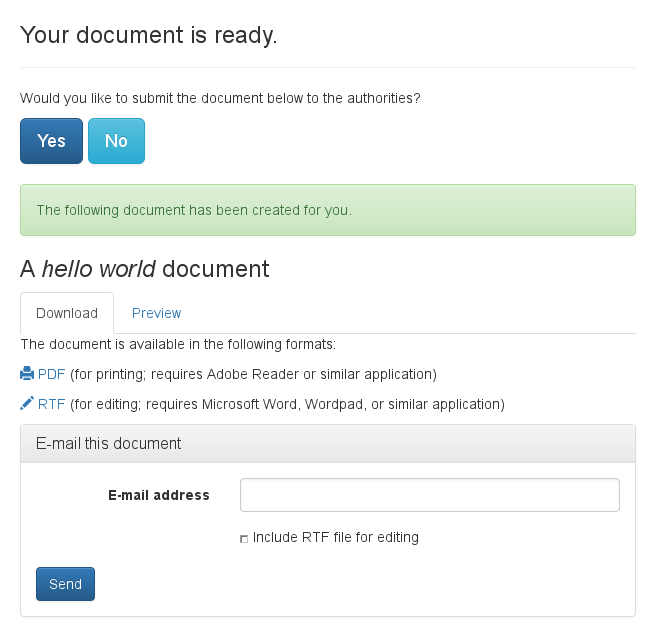 Your document is ready.
Would you like to submit the document below to the authorities?
Yes No
The following document has been created for you.
A hello world document
Download Preview
The document is available in the following formats:
PDF (for printing; requires Adobe Reader or similar application)
RTF (for editing; requires Microsoft Word, Wordpad, or similar application)
E-mail this document
E-mail address
Include RTF file for editing
Send